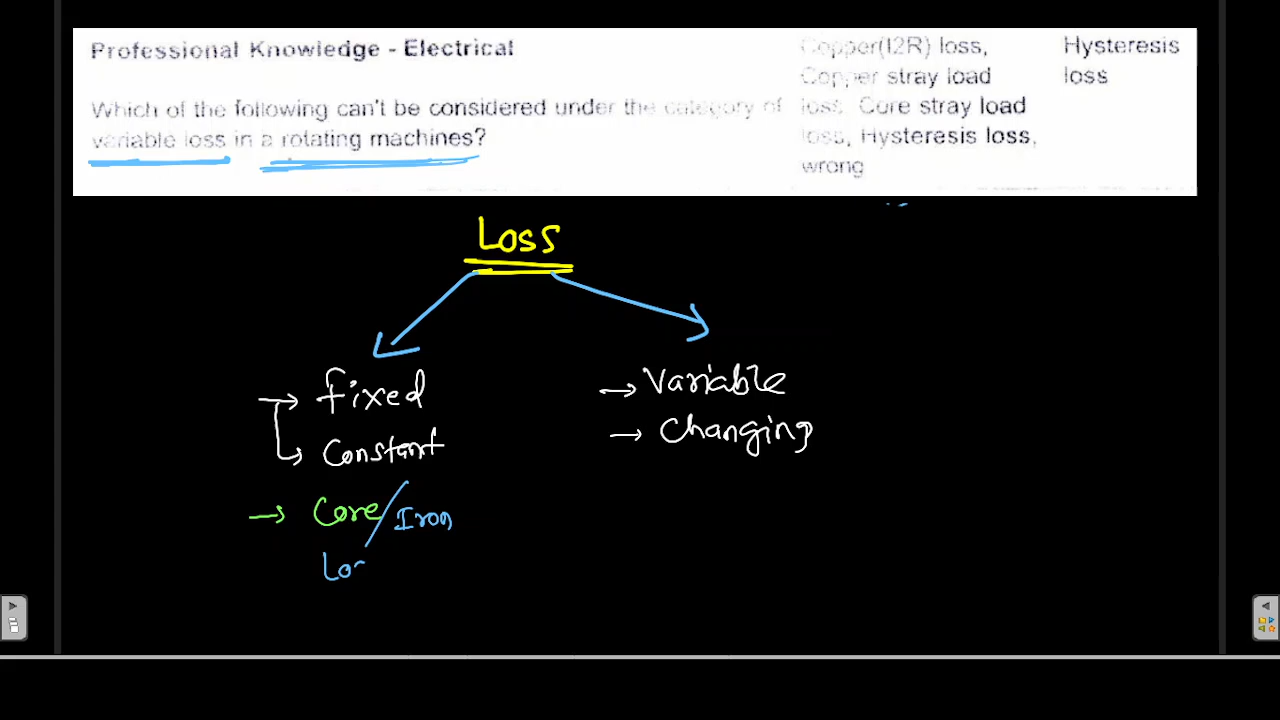 Professional Knowledge - Electrical
Which of the following can't be considered under the category of
variable loss in a rotating machines?
Copper(I2R) loss,
Copper stray load
loss, Core stray load
loss, Hysteresis loss,
wrong
Hysteresis
loss
Loss
fixed
Constant
Core/Iron
Lo
Variable
Changing